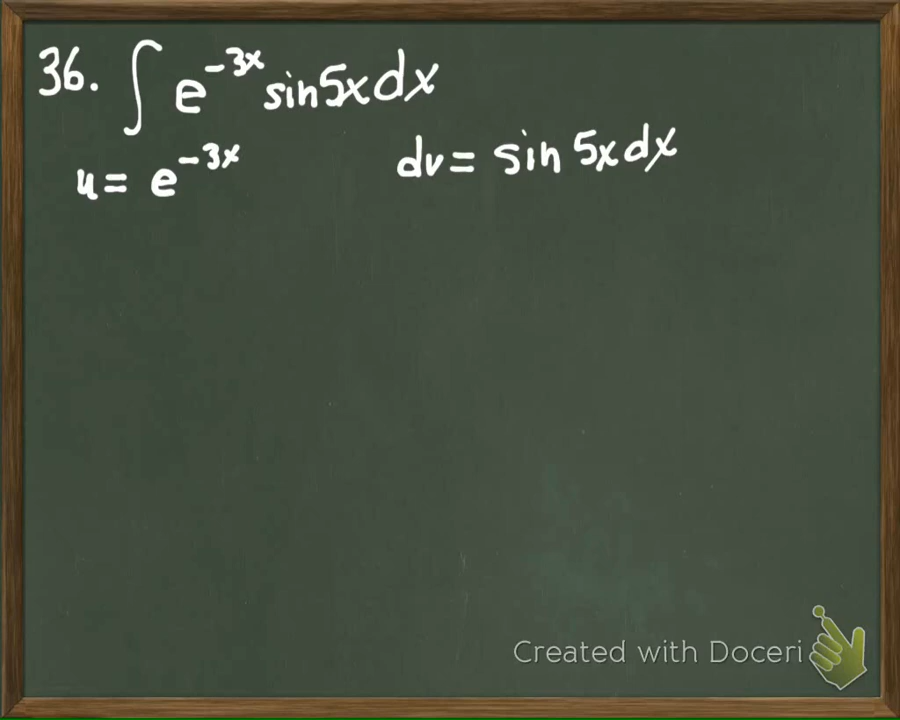 36. ∫ e^{-3x} sin5x dx
u = e^{-3x} dv = sin 5x dx
Created with Doceri